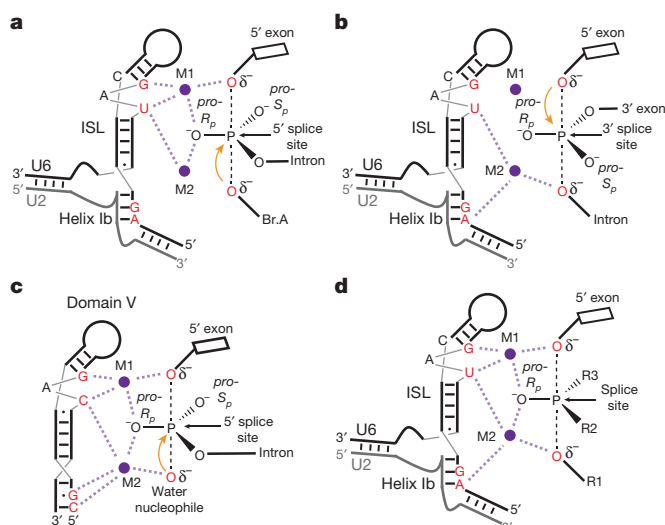 a
5′ exon
M1
O δ⁻
C
G
A
U
pro-
Rp
O⁻
pro-
Sp
⁻O
P
5′ splice
site
ISL
O
Intron
M2
O δ⁻
U6
3′
5′
U2
Helix Ib
G
A
Br.A
5′
3′
b
5′ exon
M1
O δ⁻
C
G
A
U
pro-
Rp
O
3′ exon
⁻O
P
3′ splice
site
ISL
O⁻
pro-
Sp
M2
O δ⁻
U6
3′
5′
U2
Helix Ib
G
A
Intron
5′
3′
c
Domain V
5′ exon
M1
O δ⁻
G
A
C
pro-
Rp
O⁻
pro-
Sp
⁻O
P
5′ splice
site
O
Intron
M2
O δ⁻
Water
nucleophile
G
C
3′ 5′
d
5′ exon
M1
O δ⁻
C
G
A
U
pro-
Rp
R3
⁻O
P
Splice
site
ISL
R2
M2
O δ⁻
U6
3′
5′
U2
Helix Ib
G
A
R1
5′
3′